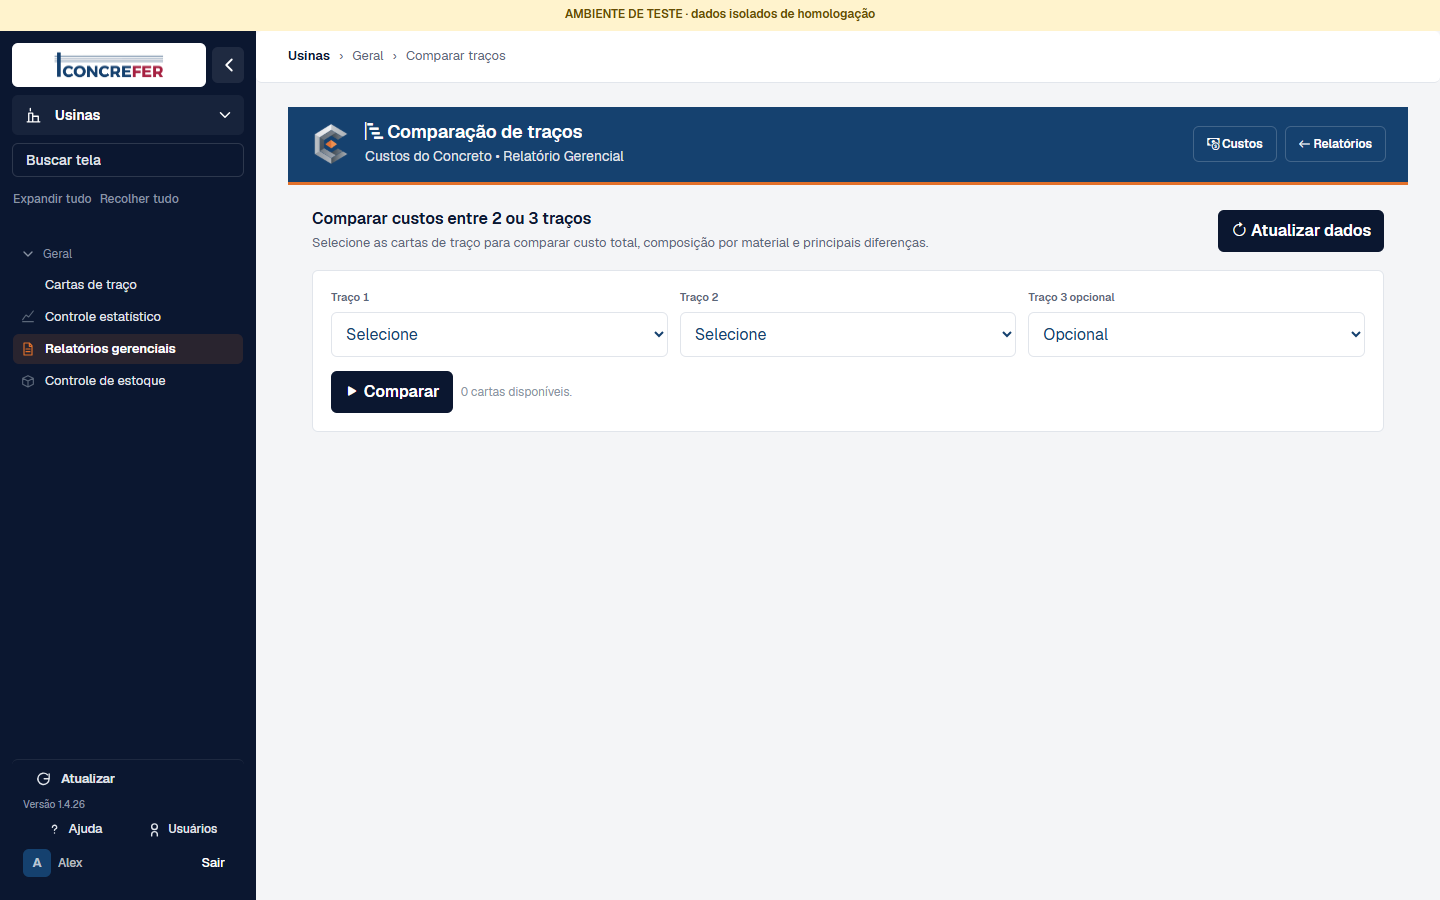 AMBIENTE DE TESTE · dados isolados de homologação
CONCREFER
Usinas
Buscar tela
Expandir tudo Recolher tudo
Geral
Cartas de traço
Controle estatístico
Relatórios gerenciais
Controle de estoque
Atualizar
Versão 1.4.26
? Ajuda
Usuários
A Alex
Sair
Usinas › Geral › Comparar traços
Comparação de traços
Custos do Concreto • Relatório Gerencial
Custos
← Relatórios
Comparar custos entre 2 ou 3 traços
Selecione as cartas de traço para comparar custo total, composição por material e principais diferenças.
Atualizar dados
Traço 1
Selecione
Traço 2
Selecione
Traço 3 opcional
Opcional
Comparar
0 cartas disponíveis.